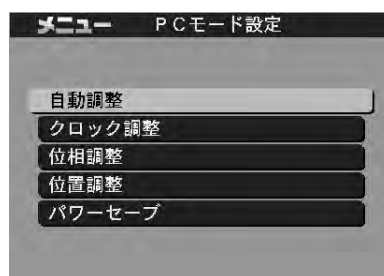 メニュー　PCモード設定
自動調整
クロック調整
位相調整
位置調整
パワーセーブ